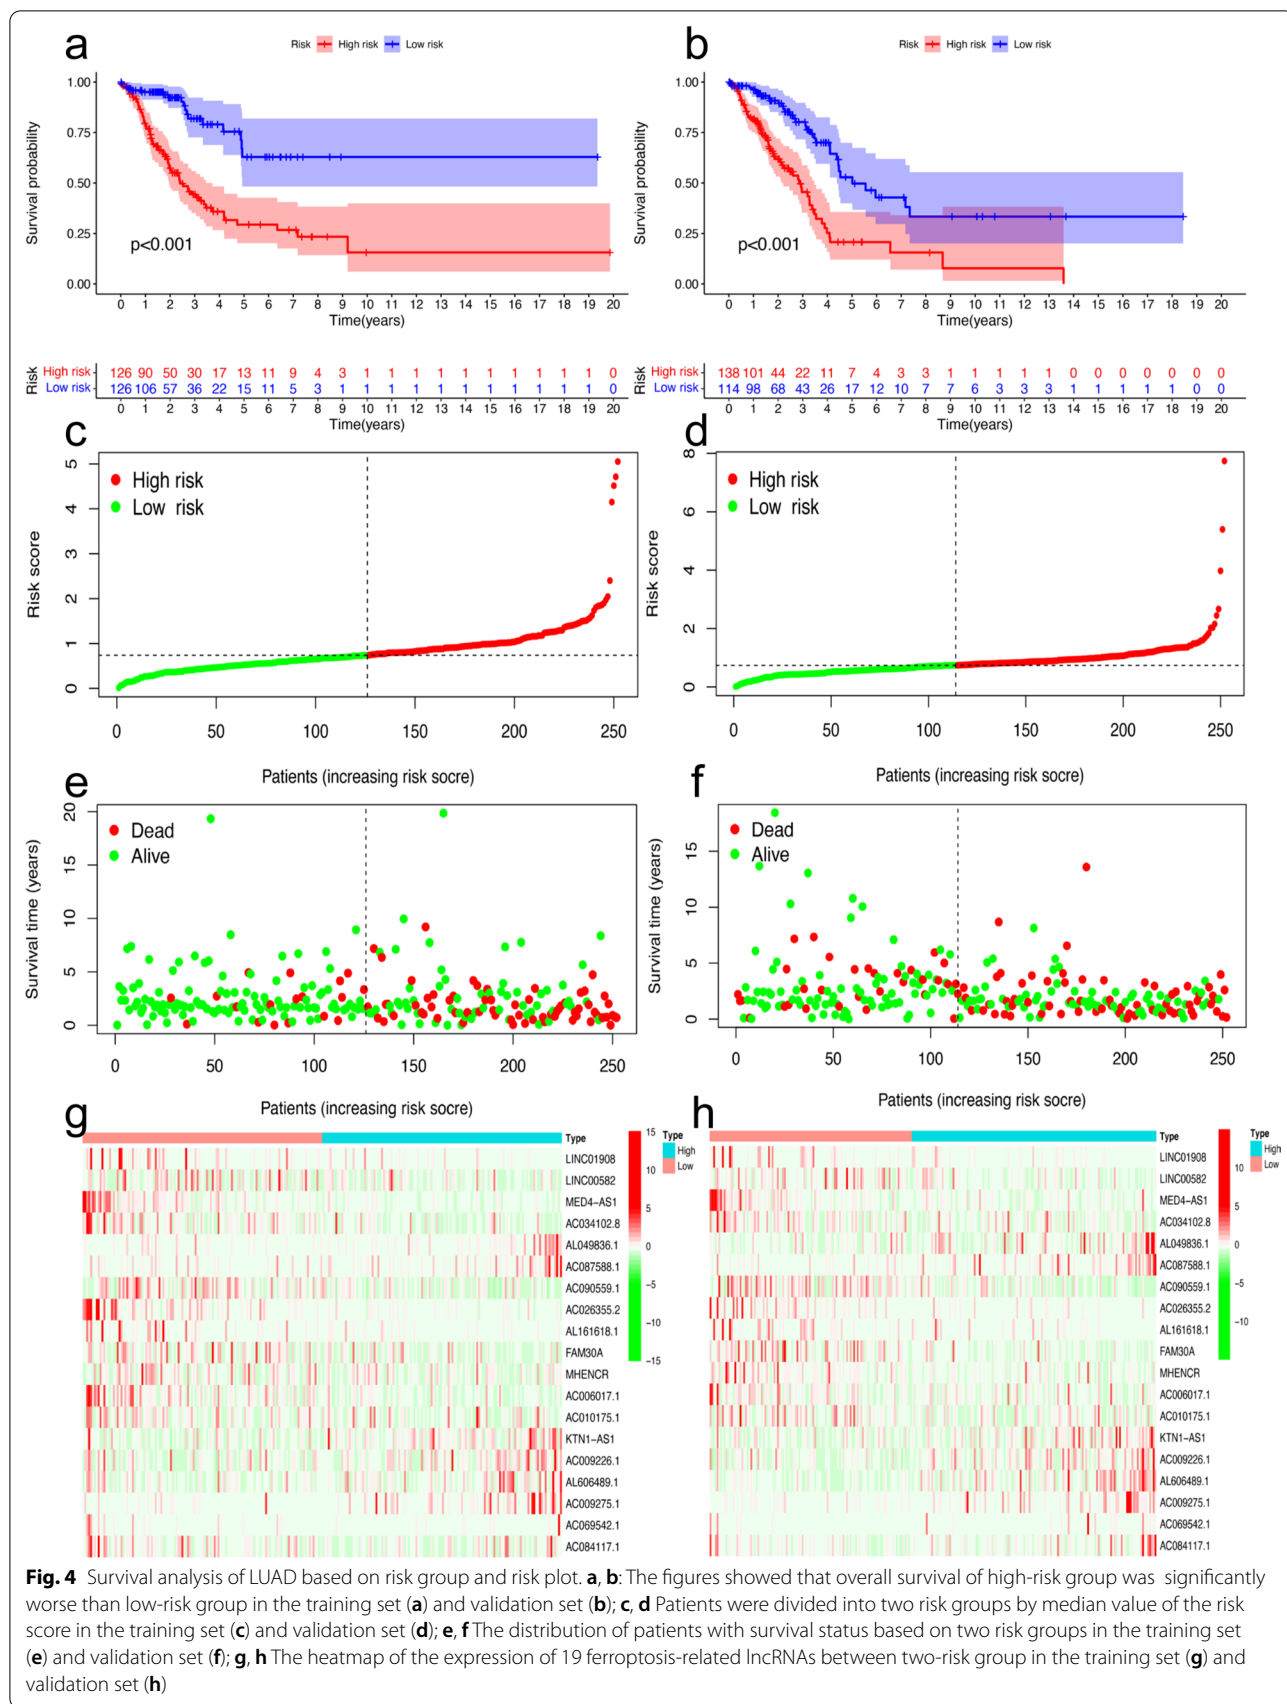 a
Risk High risk Low risk
1.00
0.75
0.50
0.25
0.00
Survival probability
p<0.001
0 1 2 3 4 5 6 7 8 9 10 11 12 13 14 15 16 17 18 19 20
Time(years)
Risk
High risk 126 90 50 30 17 13 11 9 4 3 1 1 1 1 1 1 1 1 1 1 0
Low risk 126 106 57 36 22 15 11 5 3 1 1 1 1 1 1 1 1 1 1 1 0
0 1 2 3 4 5 6 7 8 9 10 11 12 13 14 15 16 17 18 19 20
Time(years)
b
Risk High risk Low risk
1.00
0.75
0.50
0.25
0.00
Survival probability
p<0.001
0 1 2 3 4 5 6 7 8 9 10 11 12 13 14 15 16 17 18 19 20
Time(years)
Risk
High risk 138 101 44 22 11 7 4 3 3 1 1 1 1 1 0 0 0 0 0 0 0
Low risk 114 98 68 43 26 17 12 10 7 7 6 3 3 3 1 1 1 1 1 0 0
0 1 2 3 4 5 6 7 8 9 10 11 12 13 14 15 16 17 18 19 20
Time(years)
c
High risk
Low risk
5
4
3
2
1
0
Risk score
0 50 100 150 200 250
Patients (increasing risk socre)
d
High risk
Low risk
8
6
4
2
0
Risk score
0 50 100 150 200 250
Patients (increasing risk socre)
e
Dead
Alive
20
15
10
5
0
Survival time (years)
0 50 100 150 200 250
Patients (increasing risk socre)
f
Dead
Alive
15
10
5
0
Survival time (years)
0 50 100 150 200 250
Patients (increasing risk socre)
g
Type
LINC01908
LINC00582
MED4−AS1
AC034102.8
AL049836.1
AC087588.1
AC090559.1
AC026355.2
AL161618.1
FAM30A
MHENCR
AC006017.1
AC010175.1
KTN1−AS1
AC009226.1
AL606489.1
AC009275.1
AC069542.1
AC084117.1
15
10
5
0
−5
−10
−15
Type
High
Low
h
Type
LINC01908
LINC00582
MED4−AS1
AC034102.8
AL049836.1
AC087588.1
AC090559.1
AC026355.2
AL161618.1
FAM30A
MHENCR
AC006017.1
AC010175.1
KTN1−AS1
AC009226.1
AL606489.1
AC009275.1
AC069542.1
AC084117.1
10
5
0
−5
−10
Type
High
Low
Fig. 4 Survival analysis of LUAD based on risk group and risk plot. a, b: The figures showed that overall survival of high-risk group was significantly
worse than low-risk group in the training set (a) and validation set (b); c, d Patients were divided into two risk groups by median value of the risk
score in the training set (c) and validation set (d); e, f The distribution of patients with survival status based on two risk groups in the training set
(e) and validation set (f); g, h The heatmap of the expression of 19 ferroptosis-related lncRNAs between two-risk group in the training set (g) and
validation set (h)